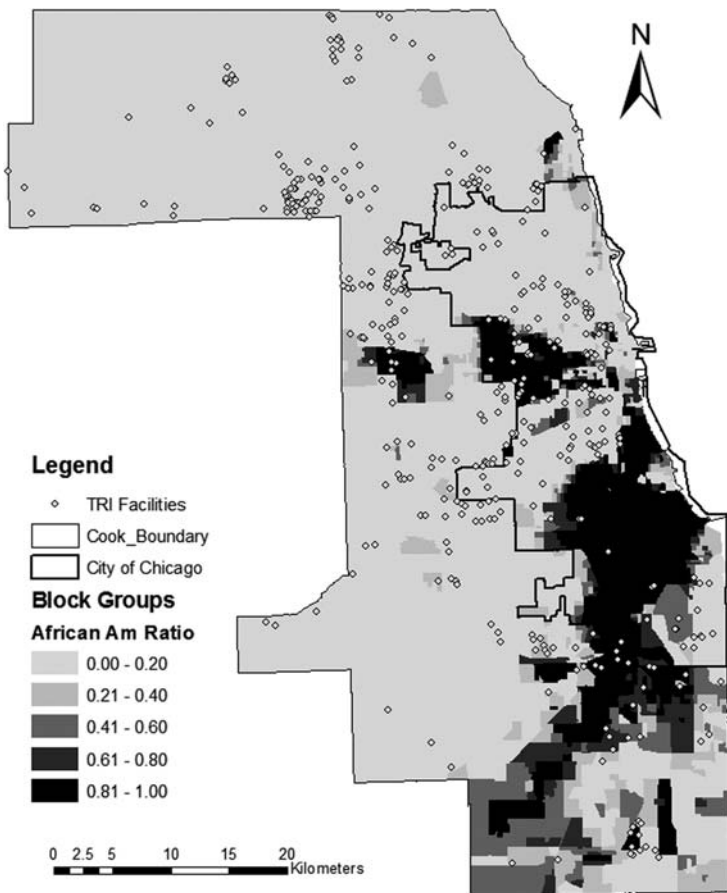 N
Legend
TRI Facilities
Cook_Boundary
City of Chicago
Block Groups
African Am Ratio
0.00 - 0.20
0.21 - 0.40
0.41 - 0.60
0.61 - 0.80
0.81 - 1.00
0 2.5 5 10 15 20
Kilometers